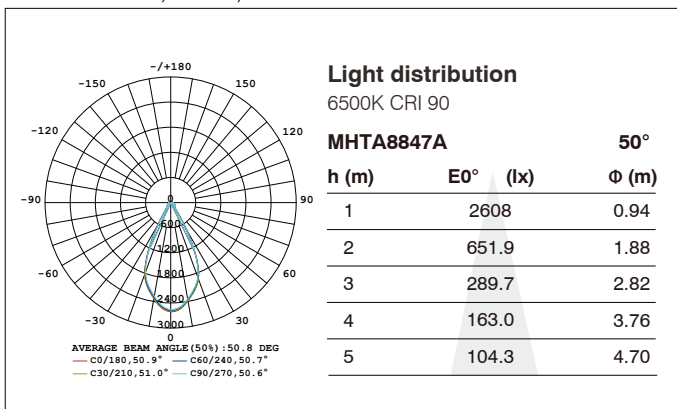 -/+180
-150 150
-120 120
-90 90
-60 60
-30 30
0
0
600
1200
1800
2400
3000
AVERAGE BEAM ANGLE(50%):50.8 DEG
C0/180,50.9° C60/240,50.7°
C30/210,51.0° C90/270,50.6°
Light distribution
6500K CRI 90
MHTA8847A 50°
h (m) E0° (lx) Φ (m)
1 2608 0.94
2 651.9 1.88
3 289.7 2.82
4 163.0 3.76
5 104.3 4.70